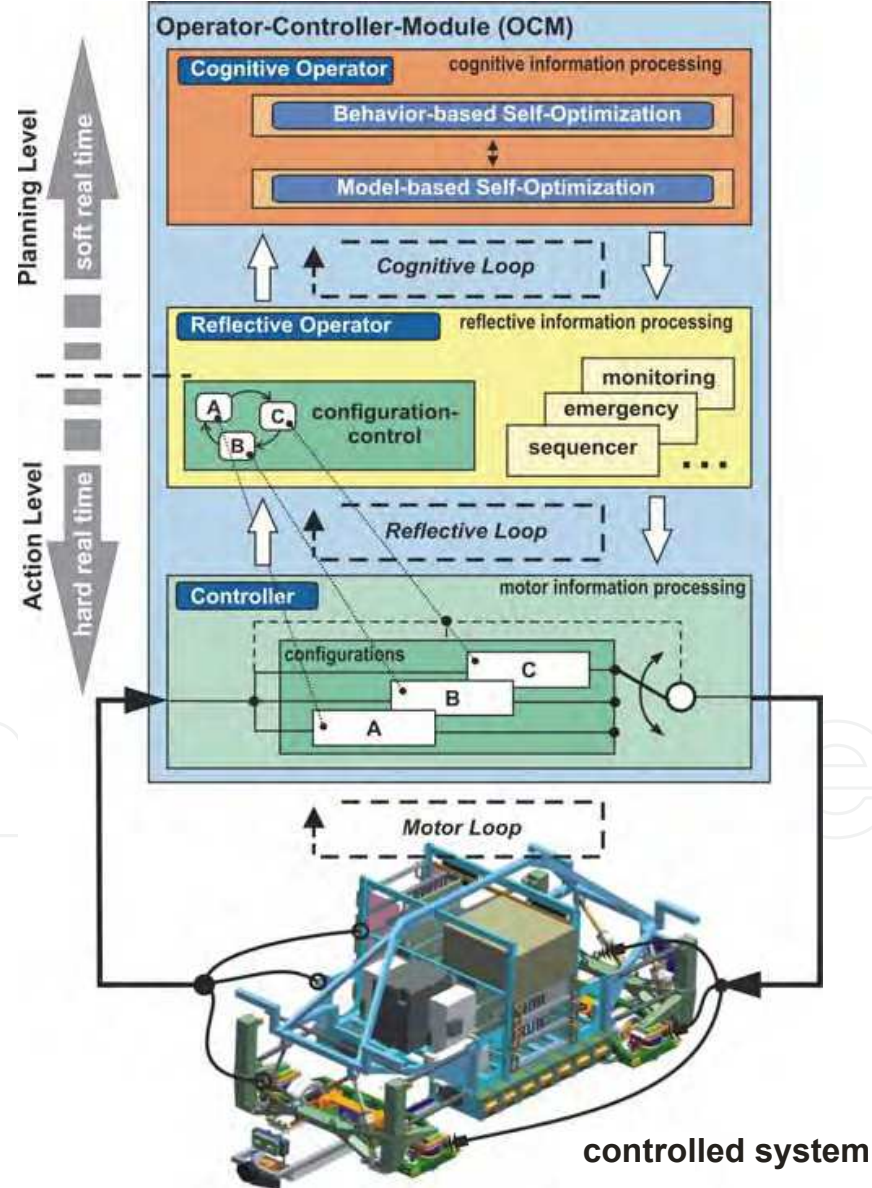 Operator-Controller-Module (OCM)
Cognitive Operator
cognitive information processing
Behavior-based Self-Optimization
Model-based Self-Optimization
Planning Level
soft real time
Cognitive Loop
Reflective Operator
reflective information processing
A
C
B
configuration-
control
monitoring
emergency
sequencer
...
Action Level
hard real time
Reflective Loop
Controller
motor information processing
configurations
C
B
A
Motor Loop
controlled system